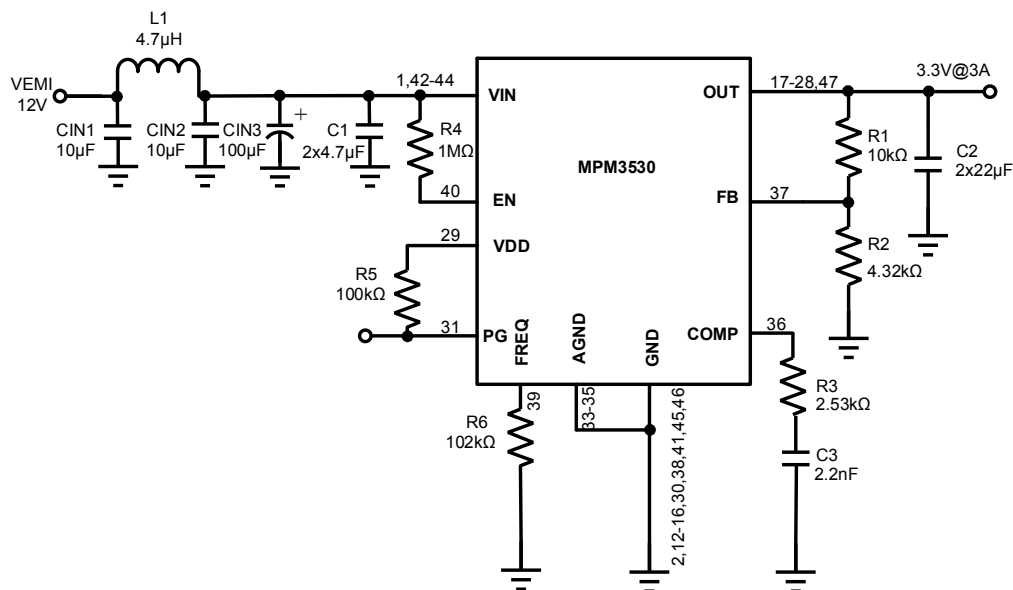 L1
4.7µH
VEMI
12V
CIN1
10µF
CIN2
10µF
CIN3
100µF
+
C1
2x4.7µF
1,42-44
R4
1MΩ
40
29
R5
100kΩ
31
VIN
EN
VDD
PG
FREQ
AGND
GND
MPM3530
OUT
FB
COMP
17-28,47
3.3V@3A
R1
10kΩ
C2
2x22µF
37
R2
4.32kΩ
36
R3
2.53kΩ
C3
2.2nF
39
R6
102kΩ
33-35
2,12-16,30,38,41,45,46